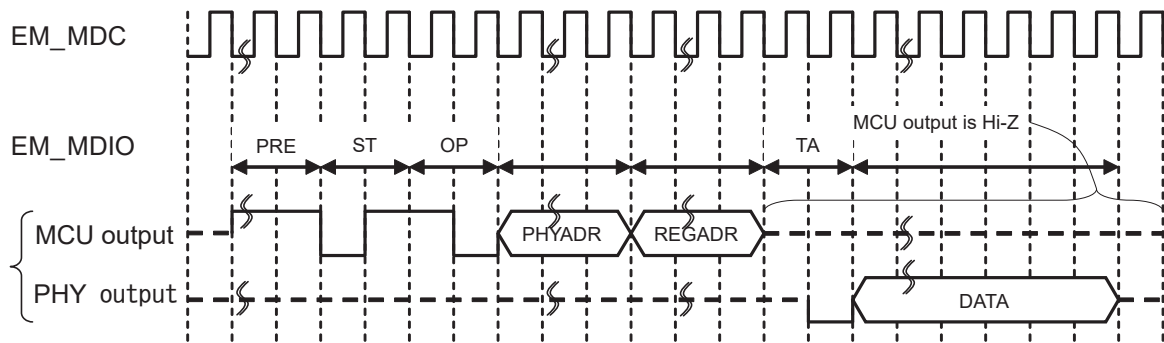 EM_MDC
MCU output is Hi-Z
EM_MDIO
PRE
ST
OP
TA
MCU output
PHYADR
REGADR
PHY output
DATA